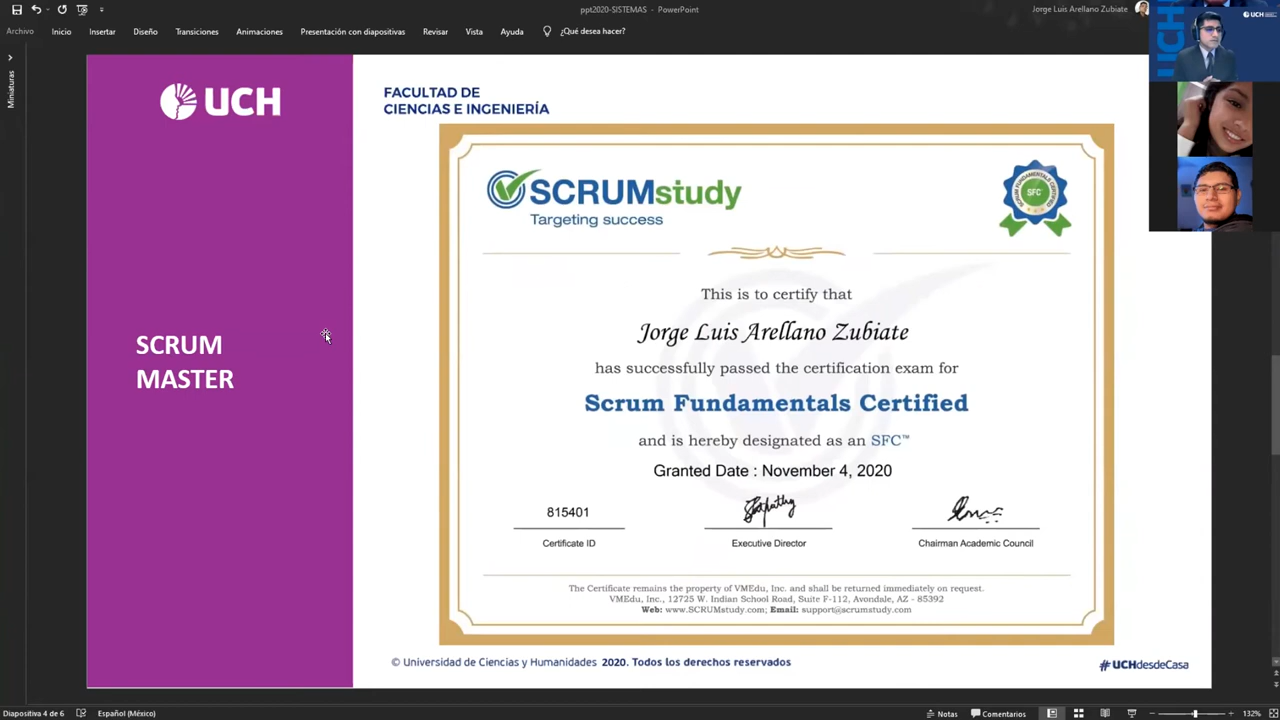 ppt2020-SISTEMAS - PowerPoint
Jorge Luis Arellano Zubiate
Archivo Inicio Insertar Diseño Transiciones Animaciones Presentación con diapositivas Revisar Vista Ayuda ¿Qué desea hacer?
UCH
UCH
Miniaturas
UCH
FACULTAD DE
CIENCIAS E INGENIERÍA
SCRUM
MASTER
SCRUMstudy
Targeting success
SCRUM FUNDAMENTALS CERTIFIED
SFC
This is to certify that
Jorge Luis Arellano Zubiate
has successfully passed the certification exam for
Scrum Fundamentals Certified
and is hereby designated as an SFC™
Granted Date : November 4, 2020
815401
Certificate ID
Executive Director
Chairman Academic Council
The Certificate remains the property of VMEdu, Inc. and shall be returned immediately on request.
VMEdu, Inc., 12725 W. Indian School Road, Suite F-112, Avondale, AZ - 85392
Web: www.SCRUMstudy.com; Email: support@scrumstudy.com
© Universidad de Ciencias y Humanidades 2020. Todos los derechos reservados
#UCHdesdeCasa
Diapositiva 4 de 6 Español (México) Notas Comentarios 132%